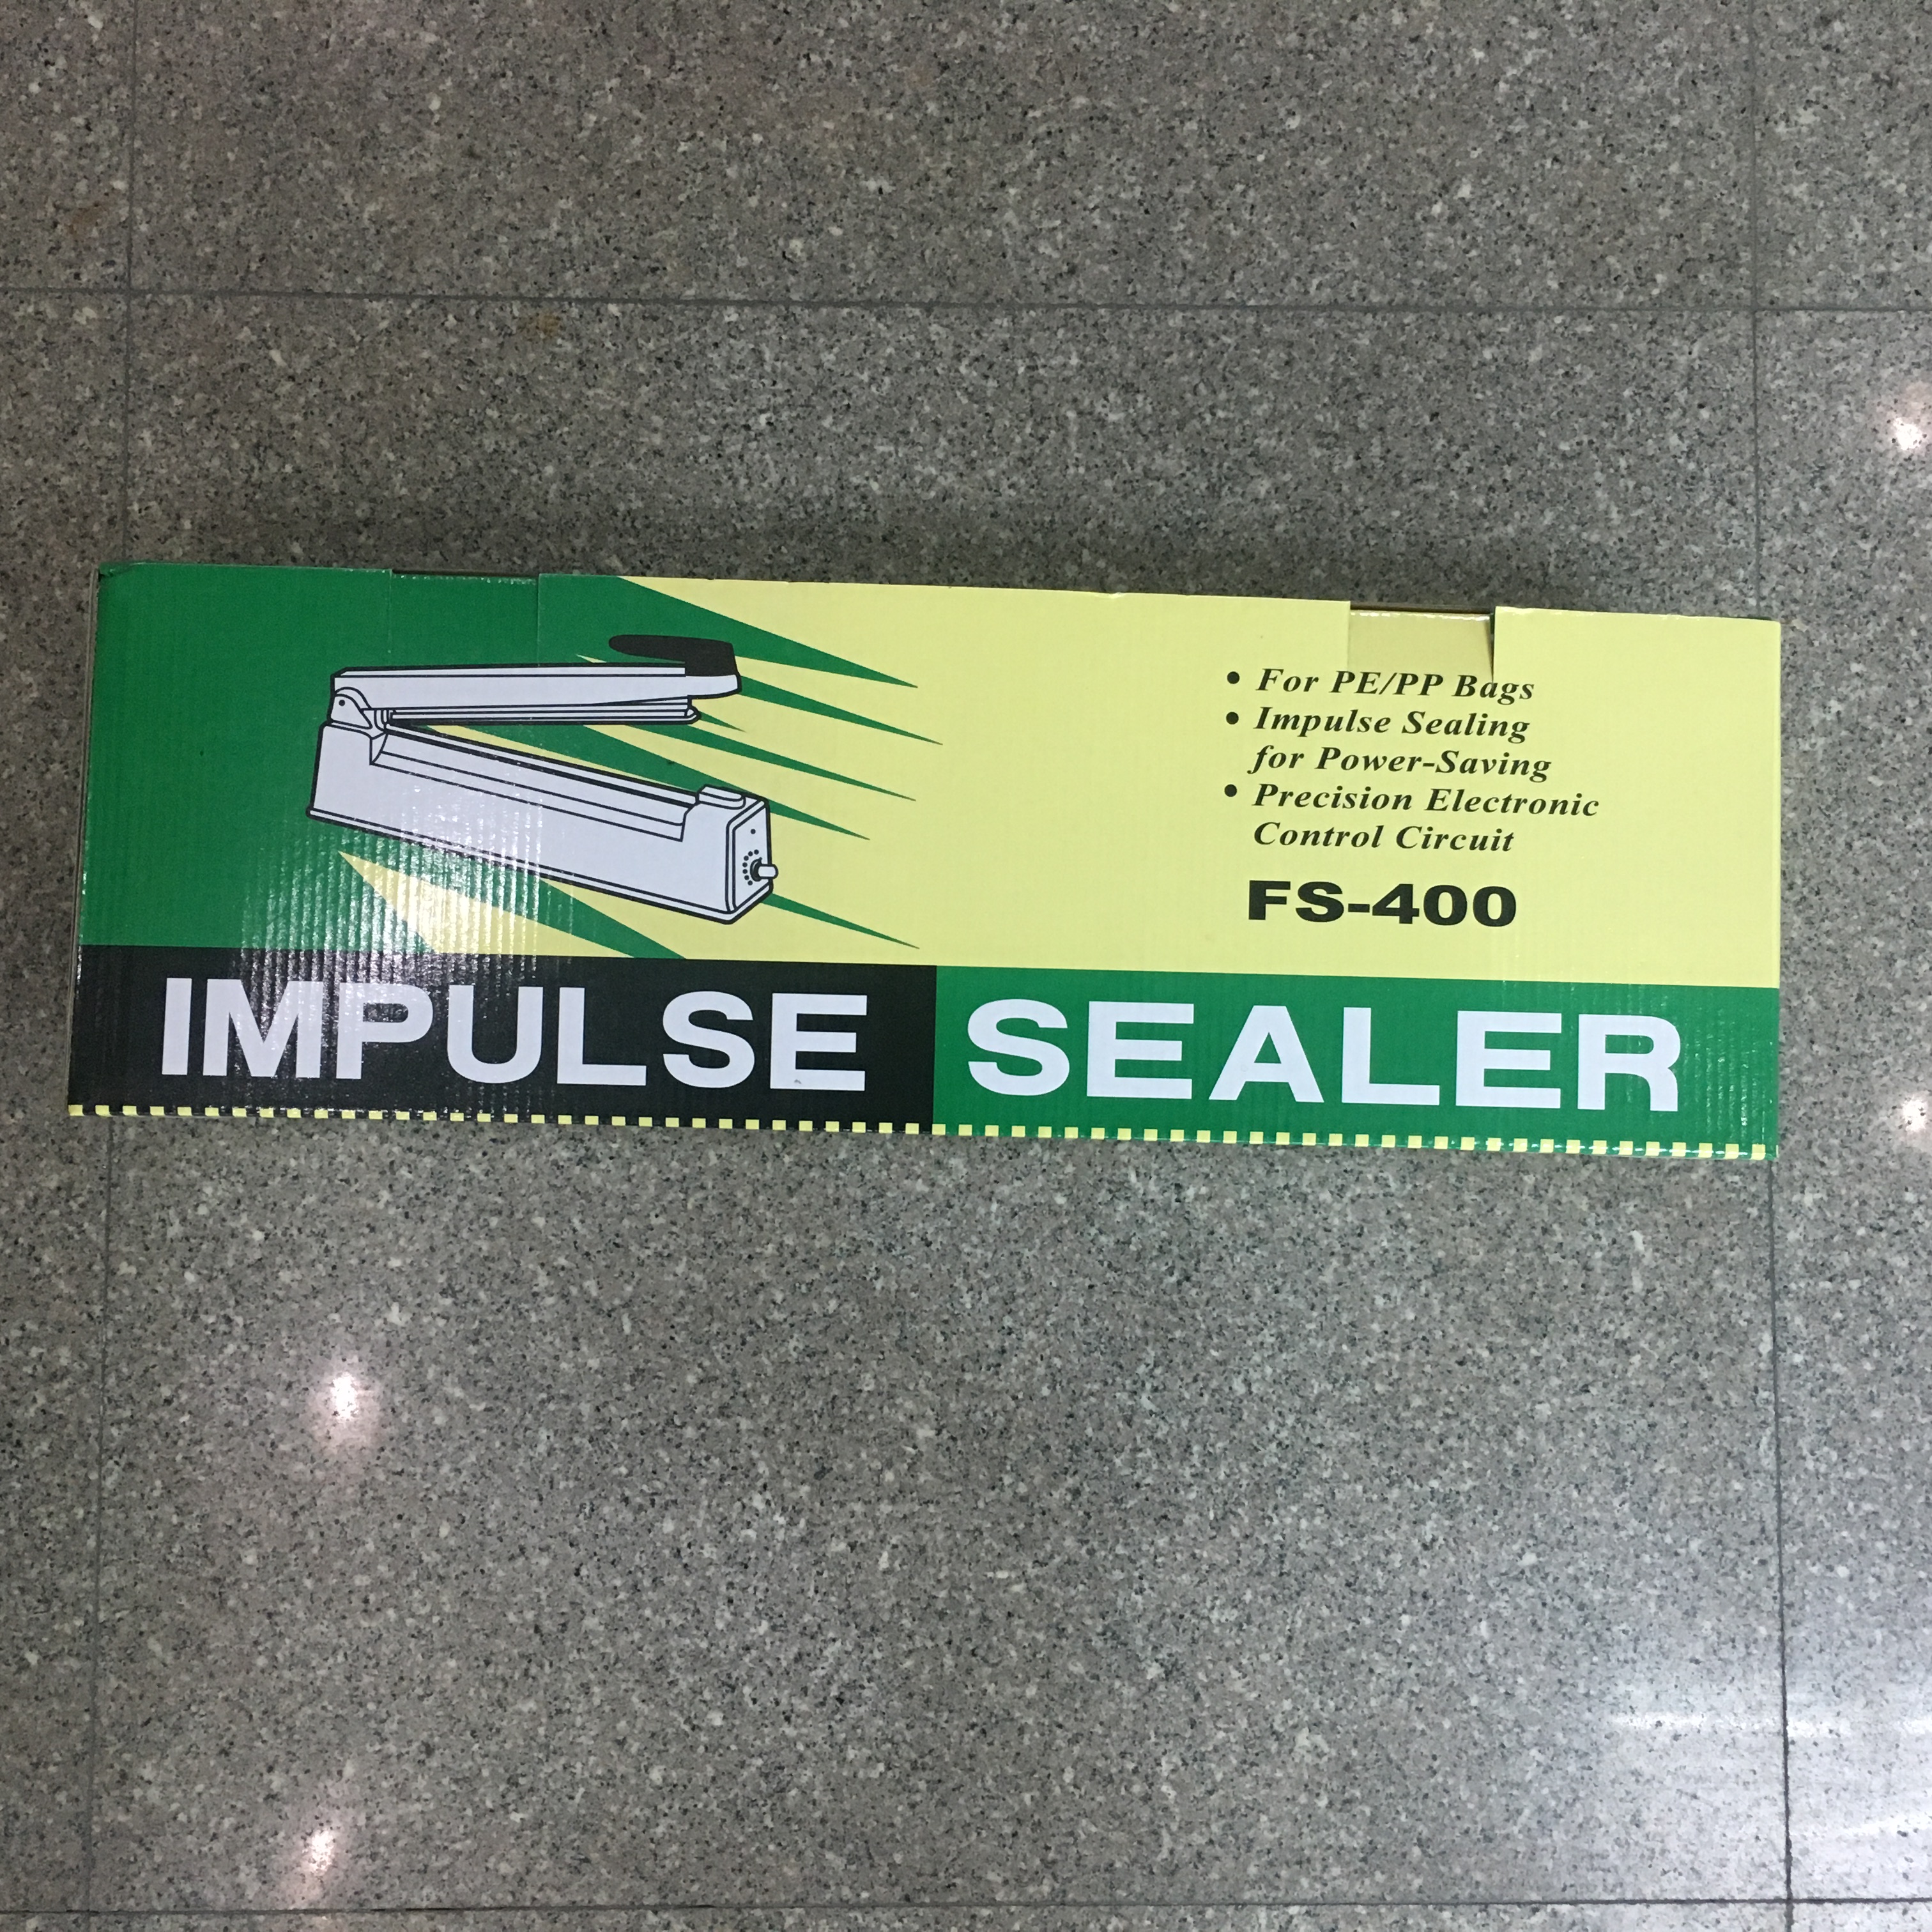 • For PE/PP Bags
• Impulse Sealing
for Power-Saving
• Precision Electronic
Control Circuit
FS-400
IMPULSE SEALER